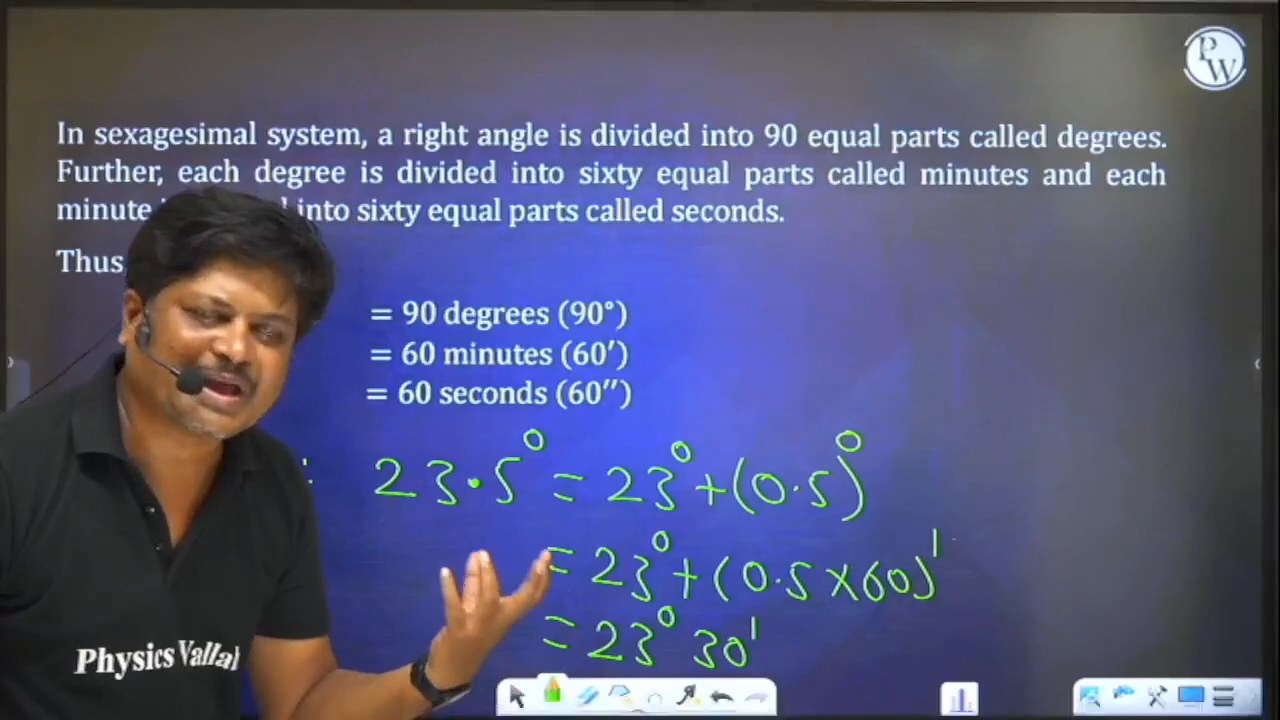 PW
In sexagesimal system, a right angle is divided into 90 equal parts called degrees.
Further, each degree is divided into sixty equal parts called minutes and each
minute into sixty equal parts called seconds.
Thus
= 90 degrees (90°)
= 60 minutes (60′)
= 60 seconds (60″)
: 23.5° = 23° + (0.5)°
= 23° + (0.5 × 60)'
= 23° 30'
Physics Wallah